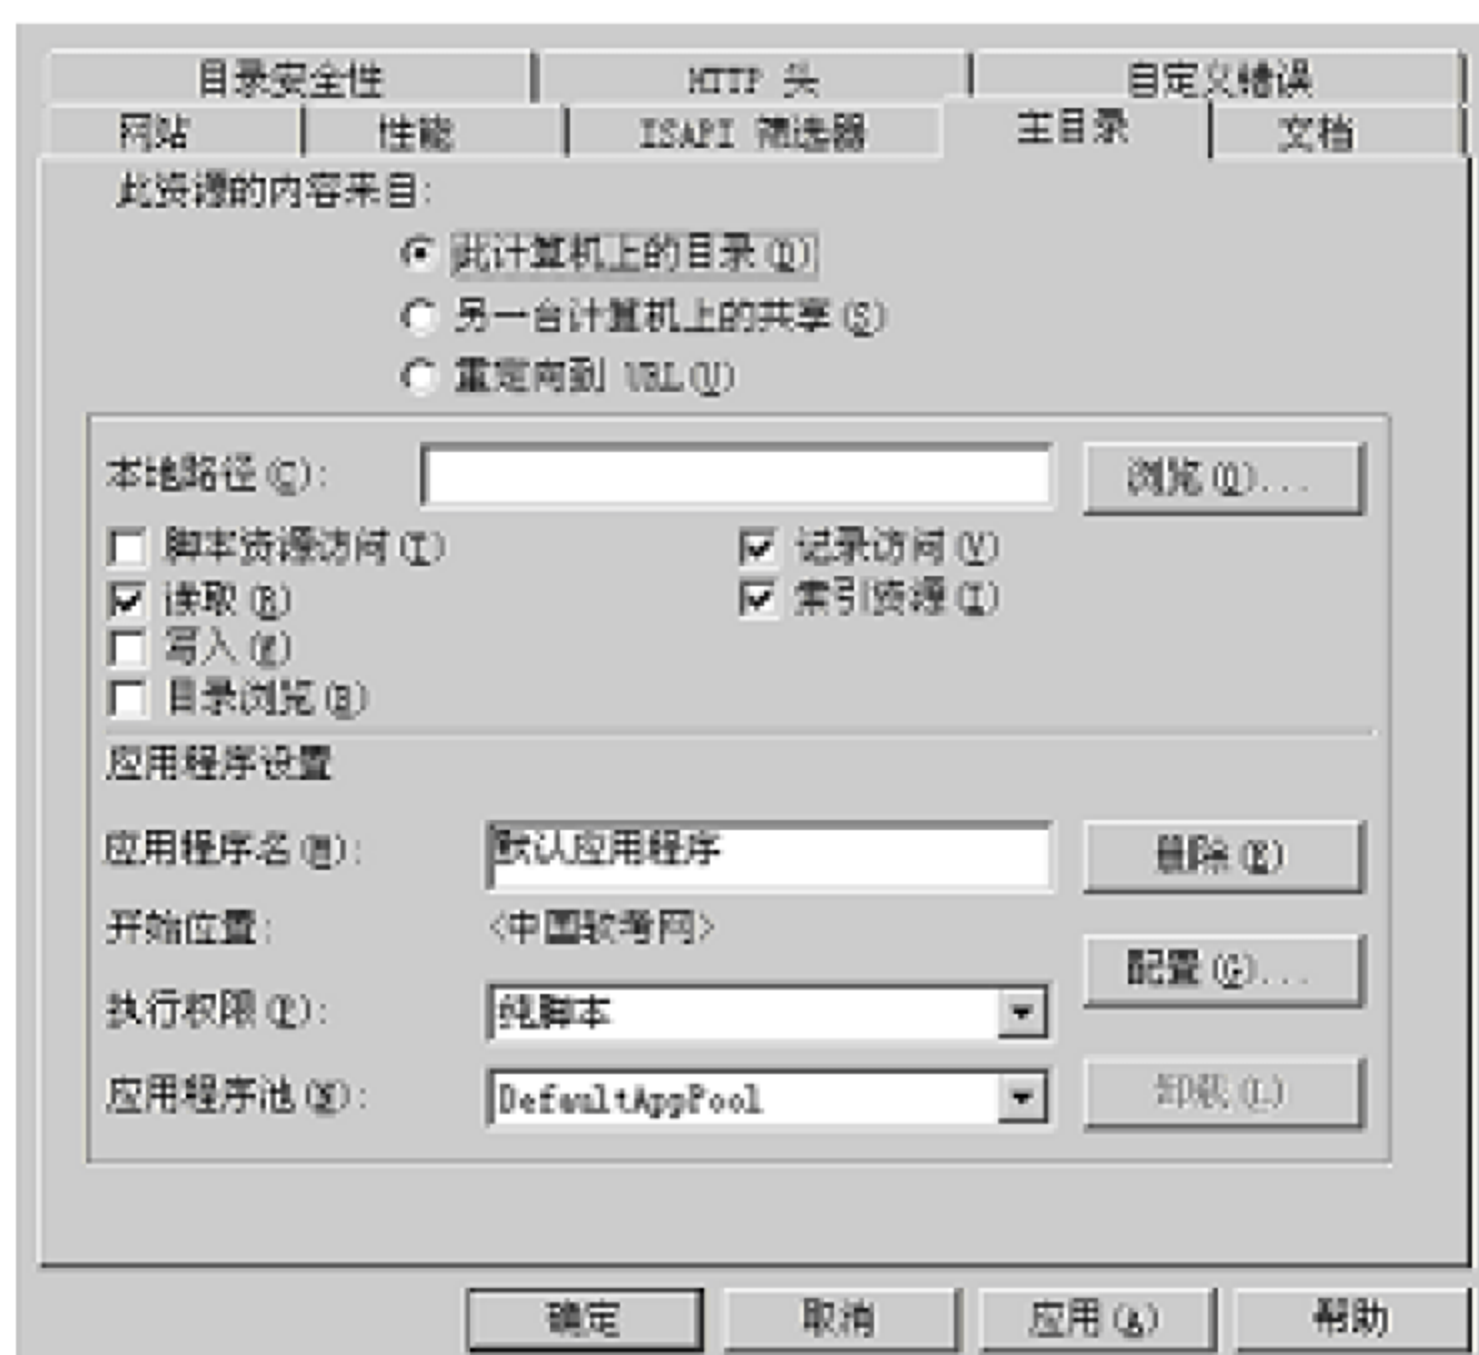 目录安全性 HTTP 头 自定义错误
网站 性能 ISAPI 筛选器 主目录 文档
此资源的内容来自:
此计算机上的目录(D)
另一台计算机上的共享(S)
重定向到 URL(U)
本地路径(C): 浏览(O)...
脚本资源访问(T) 记录访问(V)
读取(R) 索引资源(I)
写入(W)
目录浏览(B)
应用程序设置
应用程序名(M): 默认应用程序 删除(E)
开始位置: <中国软考网>
配置(G)...
执行权限(P): 纯脚本
应用程序池(N): DefaultAppPool 卸载(L)
确定 取消 应用(A) 帮助